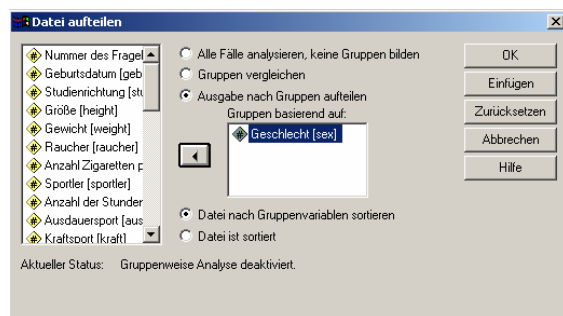 Datei aufteilen
Nummer des Fragel
Geburtsdatum [geb
Studienrichtung [stu
Größe [height]
Gewicht [weight]
Raucher [raucher]
Anzahl Zigaretten p
Sportler [sportler]
Anzahl der Stunden
Ausdauersport [aus
Kraftsport [kraft]
Alle Fälle analysieren, keine Gruppen bilden
Gruppen vergleichen
Ausgabe nach Gruppen aufteilen
Gruppen basierend auf:
Geschlecht [sex]
Datei nach Gruppenvariablen sortieren
Datei ist sortiert
OK
Einfügen
Zurücksetzen
Abbrechen
Hilfe
Aktueller Status: Gruppenweise Analyse deaktiviert.